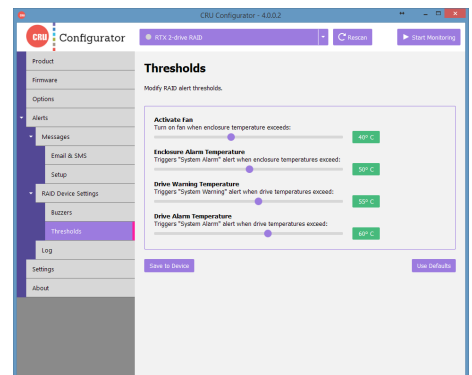 CRU Configurator - 4.0.0.2
CRU Configurator
RTX 2-drive RAID
Rescan
Start Monitoring
Product
Firmware
Options
Alerts
Messages
Email & SMS
Setup
RAID Device Settings
Buzzers
Thresholds
Log
Settings
About
Thresholds
Modify RAID alert thresholds.
Activate Fan
Turn on fan when enclosure temperature exceeds:
40° C
Enclosure Alarm Temperature
Triggers "System Alarm" alert when enclosure temperatures exceed:
50° C
Drive Warning Temperature
Triggers "System Warning" alert when drive temperatures exceed:
55° C
Drive Alarm Temperature
Triggers "System Alarm" alert when drive temperatures exceed:
60° C
Save to Device
Use Defaults